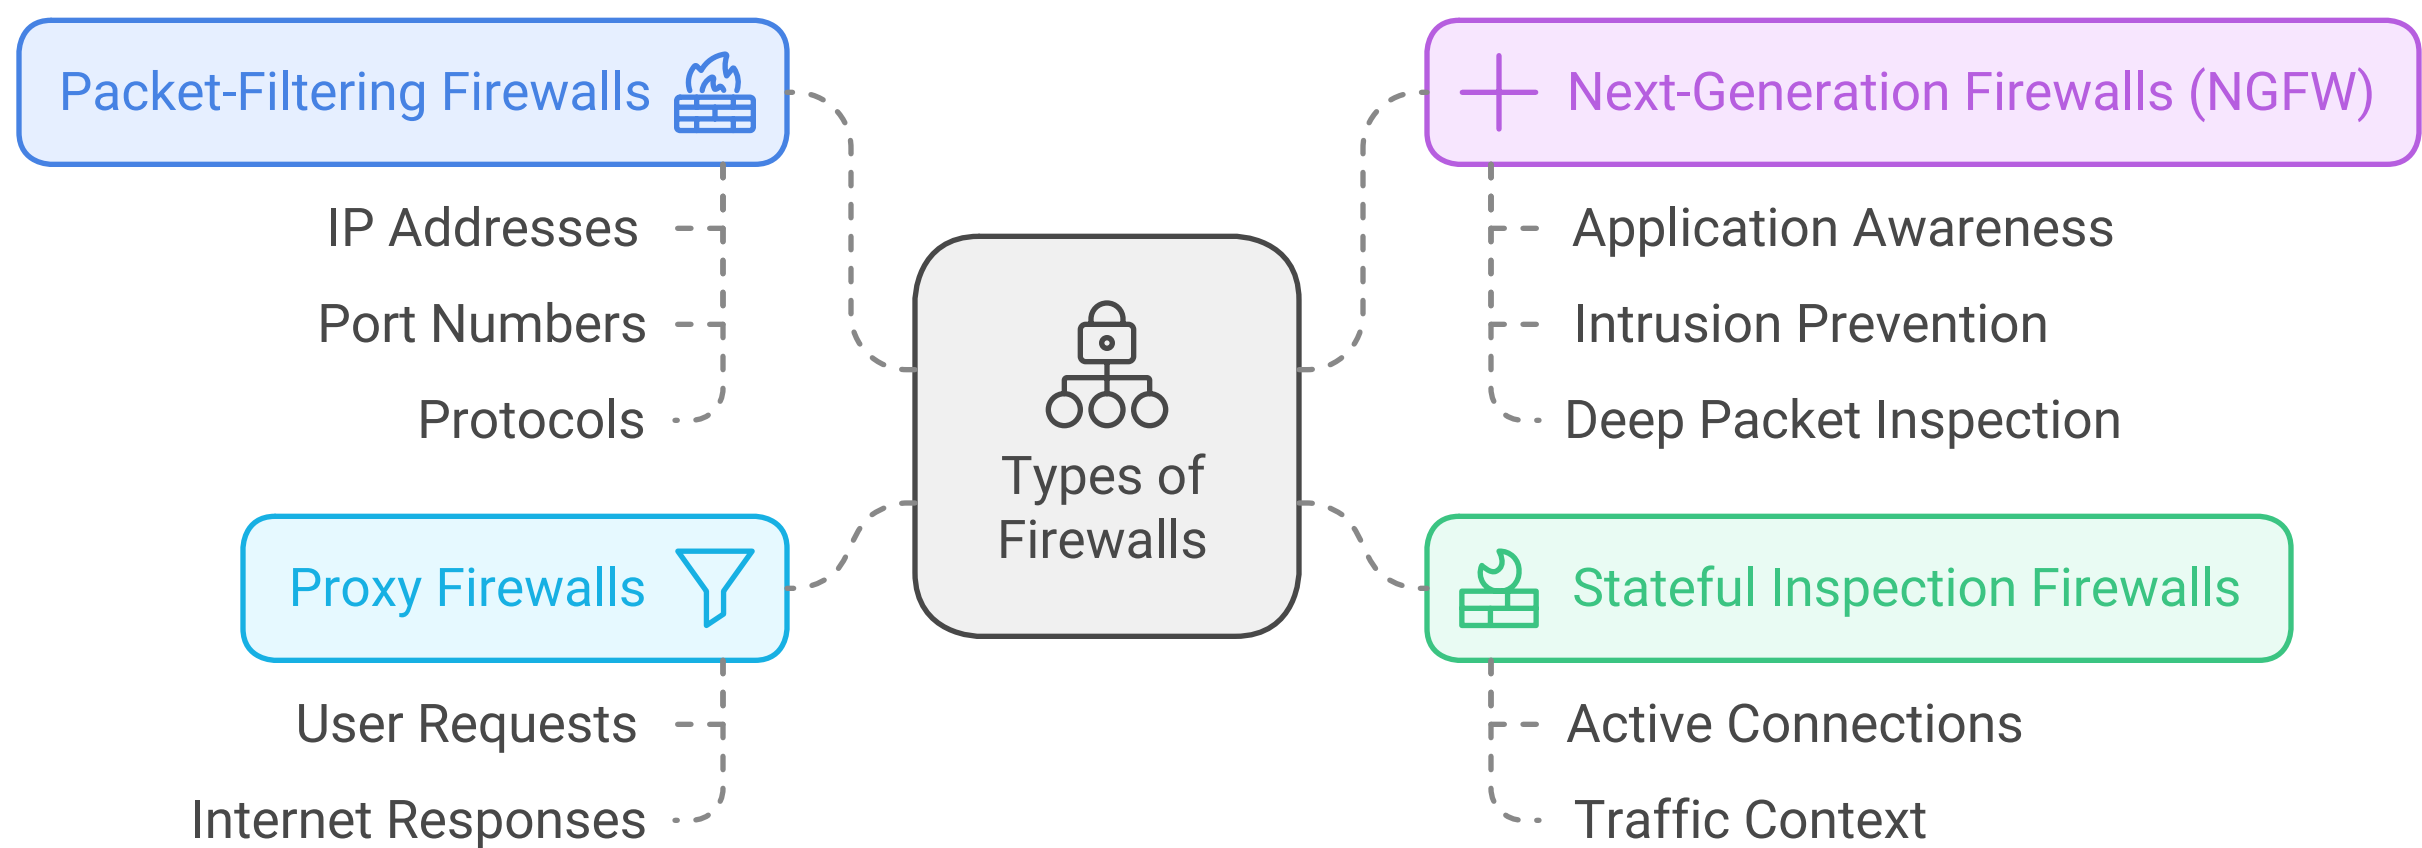 Packet-Filtering Firewalls
IP Addresses
Port Numbers
Protocols
Proxy Firewalls
User Requests
Internet Responses
Types of
Firewalls
Next-Generation Firewalls (NGFW)
Application Awareness
Intrusion Prevention
Deep Packet Inspection
Stateful Inspection Firewalls
Active Connections
Traffic Context